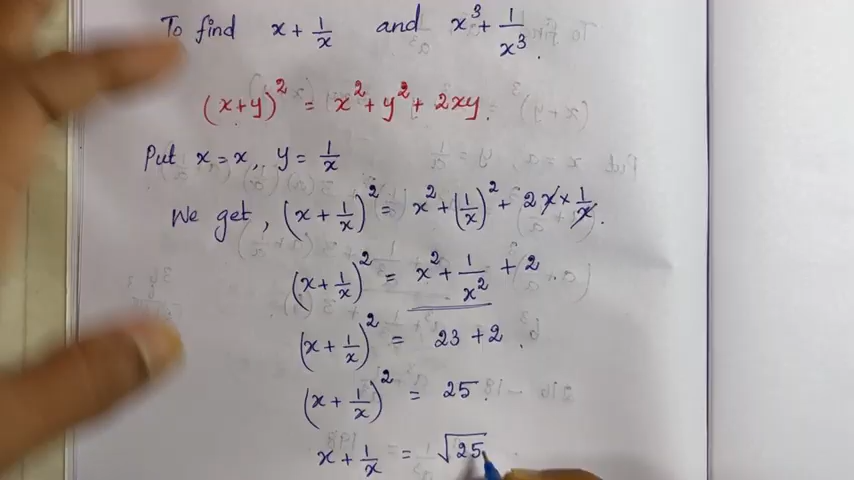 To find x + 1/x and x³ + 1/x³.
(x+y)² = x² + y² + 2xy.
Put x = x, y = 1/x
We get, (x + 1/x)² = x² + (1/x)² + 2 x × 1/x.
(x + 1/x)² = x² + 1/x² + 2
(x + 1/x)² = 23 + 2.
(x + 1/x)² = 25.
x + 1/x = √25